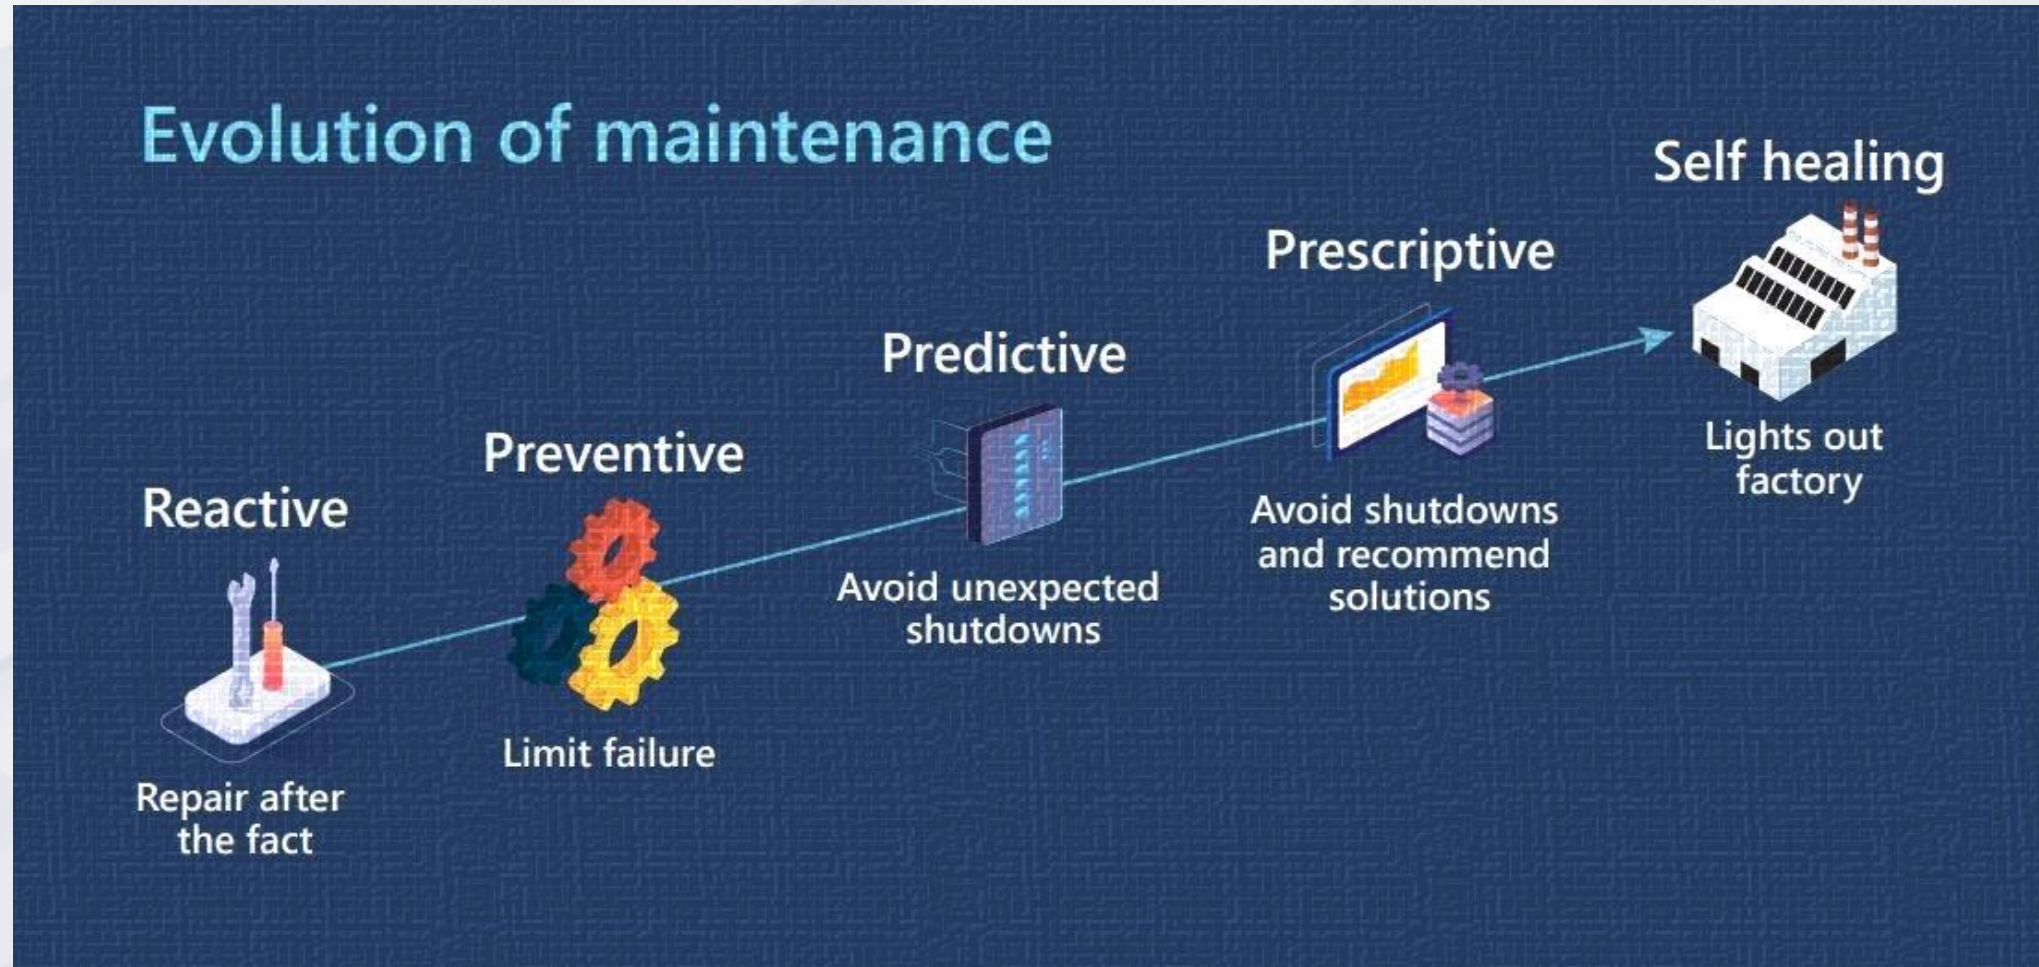 Evolution of maintenance
Reactive
Repair after
the fact
Preventive
Limit failure
Predictive
Avoid unexpected
shutdowns
Prescriptive
Avoid shutdowns
and recommend
solutions
Self healing
Lights out
factory